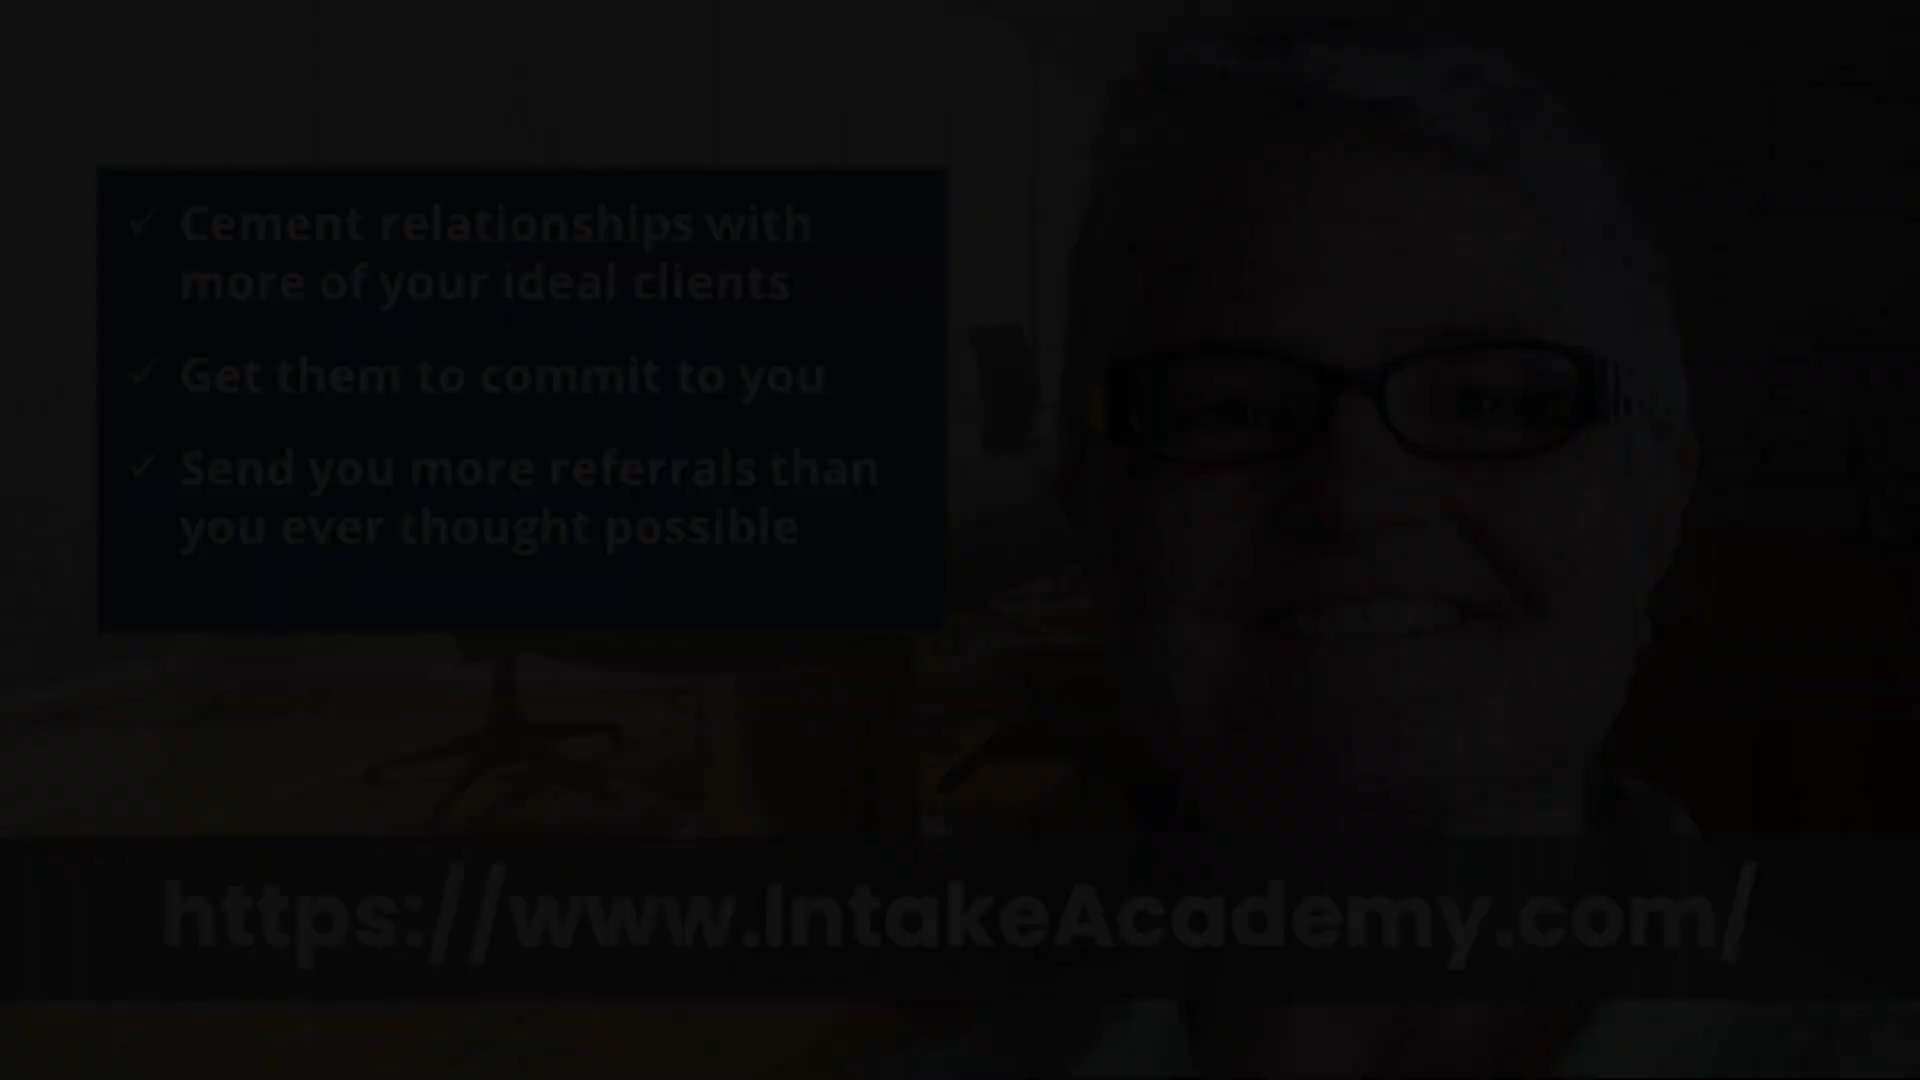 ✓ Cement relationships with
more of your ideal clients
✓ Get them to commit to you
✓ Send you more referrals than
you ever thought possible
https://www.IntakeAcademy.com/